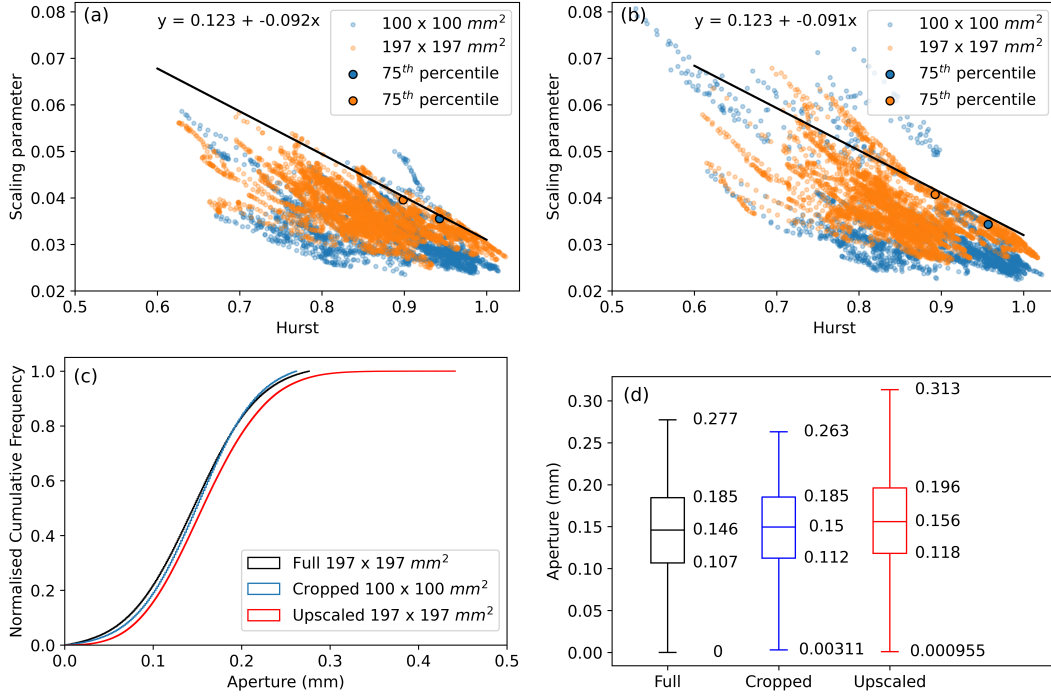 (a)
y = 0.123 + -0.092x
100 x 100 mm²
197 x 197 mm²
75th percentile
75th percentile
0.08
0.07
0.06
0.05
0.04
0.03
0.02
Scaling parameter
0.5 0.6 0.7 0.8 0.9 1.0
Hurst
(b)
y = 0.123 + -0.091x
100 x 100 mm²
197 x 197 mm²
75th percentile
75th percentile
0.08
0.07
0.06
0.05
0.04
0.03
0.02
Scaling parameter
0.5 0.6 0.7 0.8 0.9 1.0
Hurst
(c)
1.0
0.8
0.6
0.4
0.2
0.0
Normalised Cumulative Frequency
Full 197 x 197 mm²
Cropped 100 x 100 mm²
Upscaled 197 x 197 mm²
0.0 0.1 0.2 0.3 0.4 0.5
Aperture (mm)
(d)
0.30
0.25
0.20
0.15
0.10
0.05
0.00
Aperture (mm)
0.277
0.185
0.146
0.107
0
0.263
0.185
0.15
0.112
0.00311
0.313
0.196
0.156
0.118
0.000955
Full Cropped Upscaled